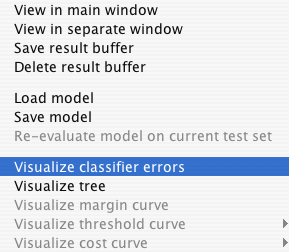 View in main window
View in separate window
Save result buffer
Delete result buffer
Load model
Save model
Re-evaluate model on current test set
Visualize classifier errors
Visualize tree
Visualize margin curve
Visualize threshold curve
Visualize cost curve